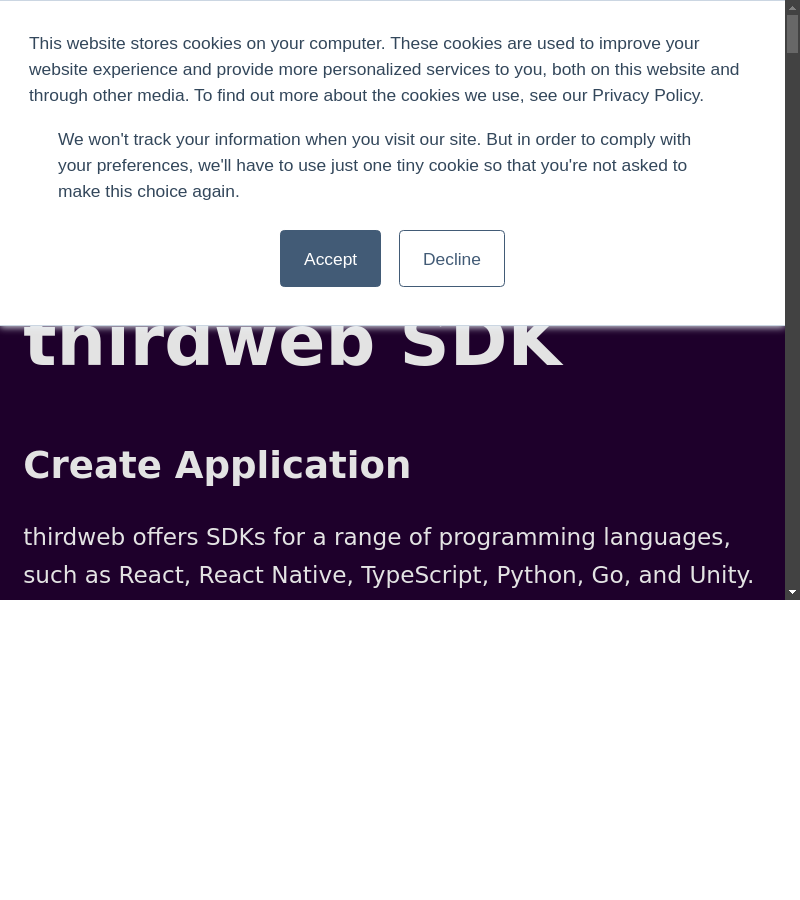 This website stores cookies on your computer. These cookies are used to improve your
website experience and provide more personalized services to you, both on this website and
through other media. To find out more about the cookies we use, see our Privacy Policy.
We won't track your information when you visit our site. But in order to comply with
your preferences, we'll have to use just one tiny cookie so that you're not asked to
make this choice again.
Accept Decline
thirdweb SDK
Create Application
thirdweb offers SDKs for a range of programming languages,
such as React, React Native, TypeScript, Python, Go, and Unity.